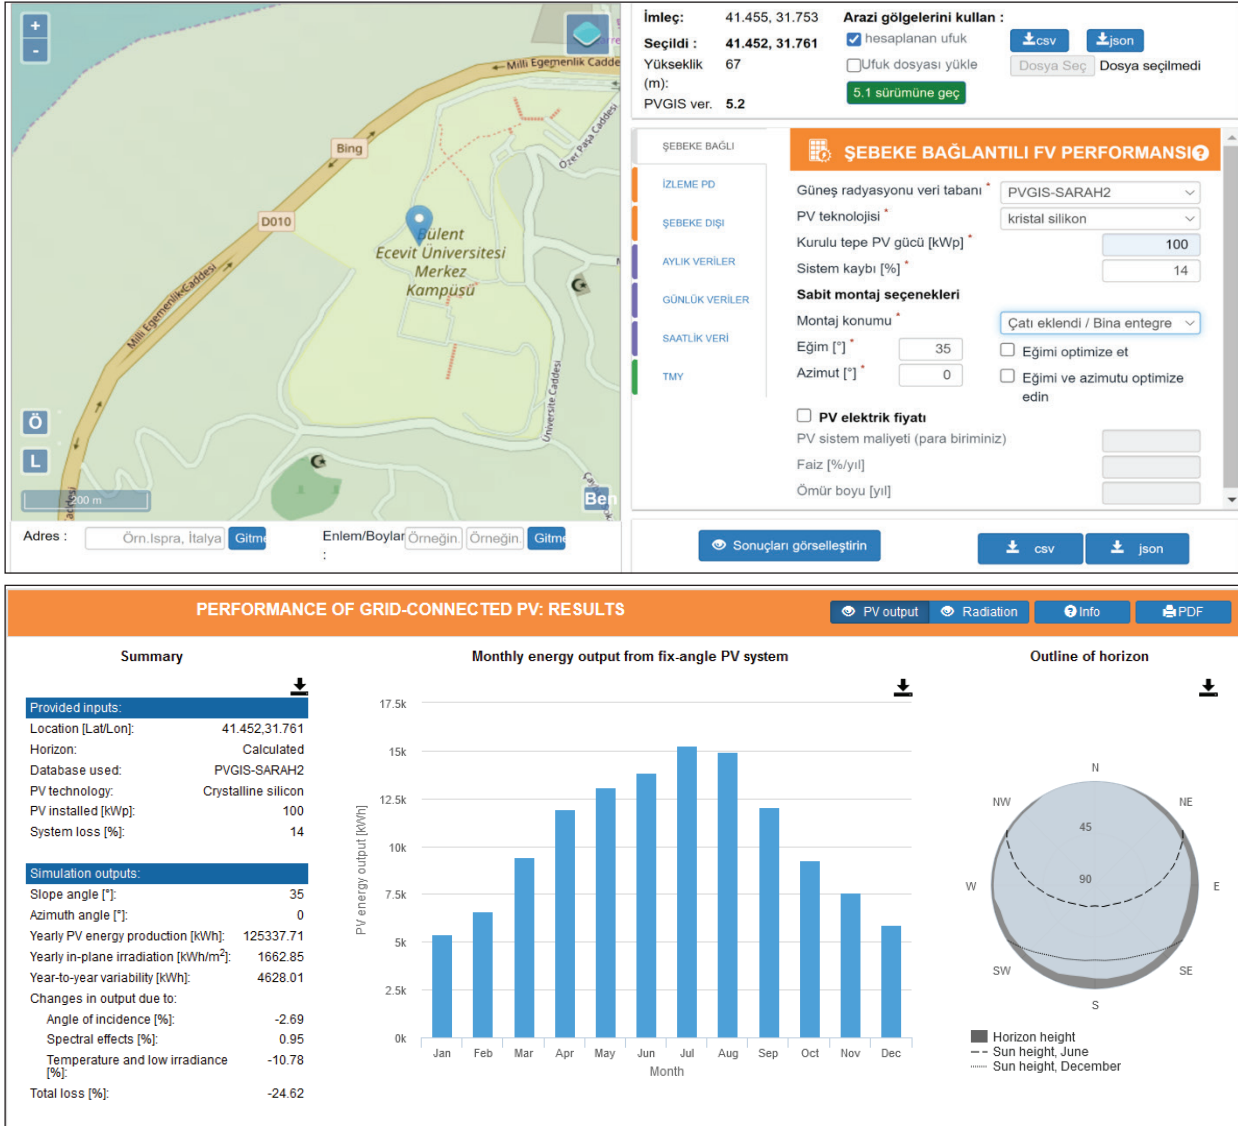 +
-
Milli Egemenlik Cadde
Bing
Özet Paşa Caddesi
D010
Bülent
Ecevit Üniversitesi
Merkez
Kampüsü
Milli Egemenlik Caddesi
Universite Caddesi
Ö
L
200 m
addesi
Ben
Adres :
Örn.Ispra, İtalya
Gitme
Enlem/Boylar
:
Örneğin.
Örneğin.
Gitme
İmleç: 41.455, 31.753
Seçildi : 41.452, 31.761
Yükseklik 67
(m):
PVGIS ver. 5.2
Arazi gölgelerini kullan :
hesaplanan ufuk
csv
json
Ufuk dosyası yükle
Dosya Seç Dosya seçilmedi
5.1 sürümüne geç
ŞEBEKE BAĞLI
İZLEME PD
ŞEBEKE DIŞI
AYLIK VERİLER
GÜNLÜK VERİLER
SAATLİK VERİ
TMY
ŞEBEKE BAĞLANTILI FV PERFORMANSI
Güneş radyasyonu veri tabanı * PVGIS-SARAH2
PV teknolojisi * kristal silikon
Kurulu tepe PV gücü [kWp] * 100
Sistem kaybı [%] * 14
Sabit montaj seçenekleri
Montaj konumu * Çatı eklendi / Bina entegre
Eğim [°] * 35
Eğimi optimize et
Azimut [°] * 0
Eğimi ve azimutu optimize
edin
PV elektrik fiyatı
PV sistem maliyeti (para biriminiz)
Faiz [%/yıl]
Ömür boyu [yıl]
Sonuçları görselleştirin
csv
json
PERFORMANCE OF GRID-CONNECTED PV: RESULTS
PV output
Radiation
Info
PDF
Summary
Provided inputs:
Location [Lat/Lon]: 41.452,31.761
Horizon: Calculated
Database used: PVGIS-SARAH2
PV technology: Crystalline silicon
PV installed [kWp]: 100
System loss [%]: 14
Simulation outputs:
Slope angle [°]: 35
Azimuth angle [°]: 0
Yearly PV energy production [kWh]: 125337.71
Yearly in-plane irradiation [kWh/m²]: 1662.85
Year-to-year variability [kWh]: 4628.01
Changes in output due to:
Angle of incidence [%]: -2.69
Spectral effects [%]: 0.95
Temperature and low irradiance -10.78
[%]:
Total loss [%]: -24.62
Monthly energy output from fix-angle PV system
PV energy output [kWh]
17.5k
15k
12.5k
10k
7.5k
5k
2.5k
0k
Jan Feb Mar Apr May Jun Jul Aug Sep Oct Nov Dec
Month
Outline of horizon
N
NW NE
45
W 90 E
SW SE
S
Horizon height
Sun height, June
Sun height, December